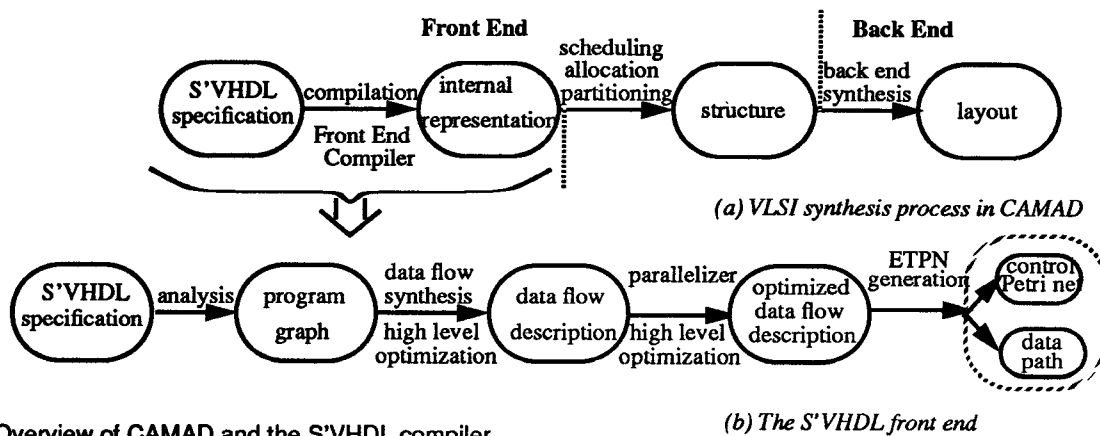 Front End
Back End
S'VHDL
specification
compilation
Front End
Compiler
internal
representation
scheduling
allocation
partitioning
structure
back end
synthesis
layout
(a) VLSI synthesis process in CAMAD
S'VHDL
specification
analysis
program
graph
data flow
synthesis
high level
optimization
data flow
description
parallelizer
high level
optimization
optimized
data flow
description
ETPN
generation
control
Petri net
data
path
(b) The S'VHDL front end
Overview of CAMAD and the S'VHDL compiler